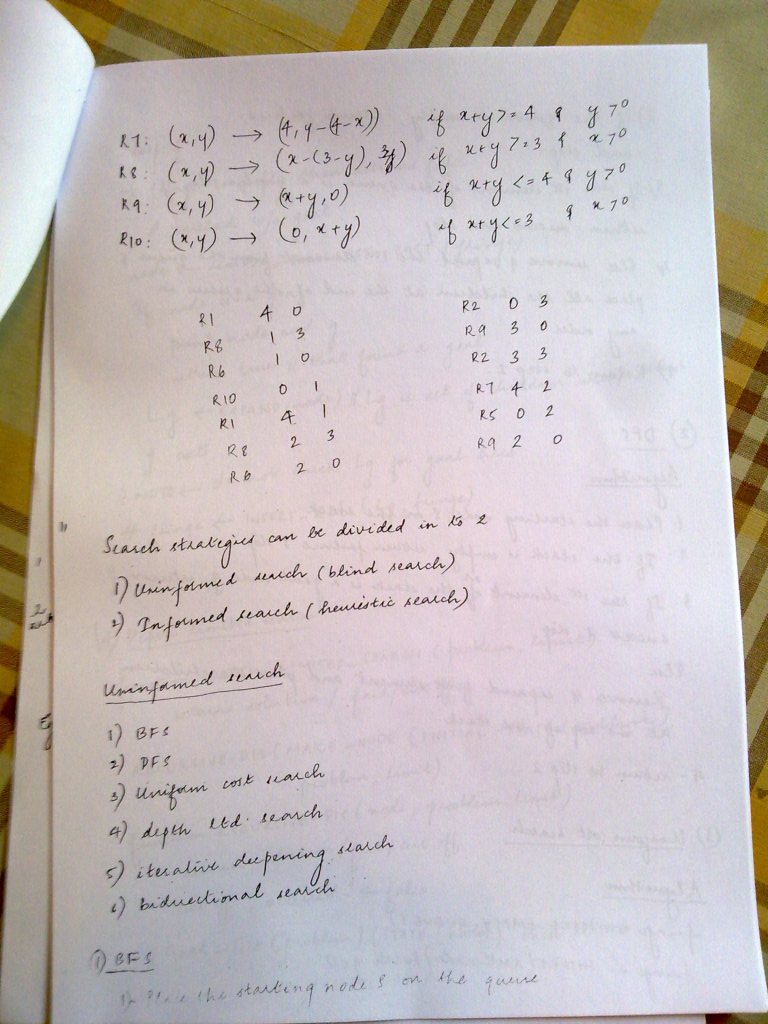 R7: (x,y) → (4, y-(4-x)) if x+y>=4 & y>0
R8: (x,y) → (x-(3-y), 3) if x+y>=3 & x>0
R9: (x,y) → (x+y,0) if x+y<=4 & y>0
R10: (x,y) → (0, x+y) if x+y<=3 & x>0
R1 4 0
R8 1 3
R6 1 0
R10 0 1
R1 4 1
R8 2 3
R6 2 0
R2 0 3
R9 3 0
R2 3 3
R7 4 2
R5 0 2
R9 2 0
Search strategies can be divided in to 2
1) Uninformed search (blind search)
2) Informed search (heuristic search)
Uninformed search
1) BFS
2) DFS
3) Uniform cost search
4) depth ltd. search
5) iterative deepening search
6) bidirectional search
① BFS
1) Place the starting node S on the queue